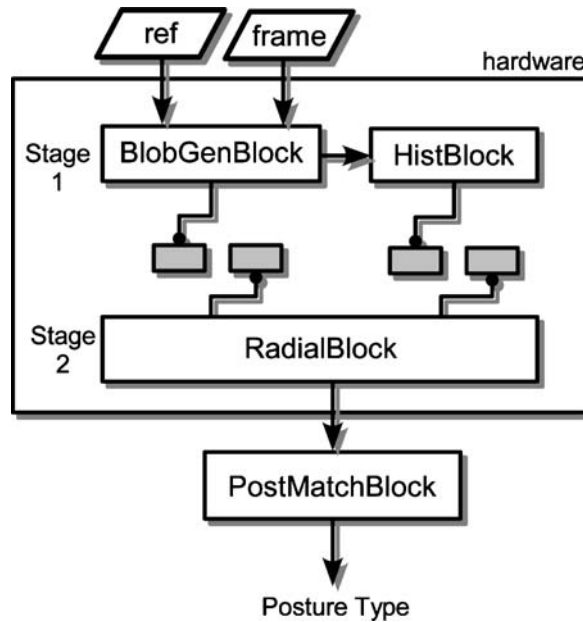 ref
frame
hardware
Stage
1
BlobGenBlock
HistBlock
Stage
2
RadialBlock
PostMatchBlock
Posture Type